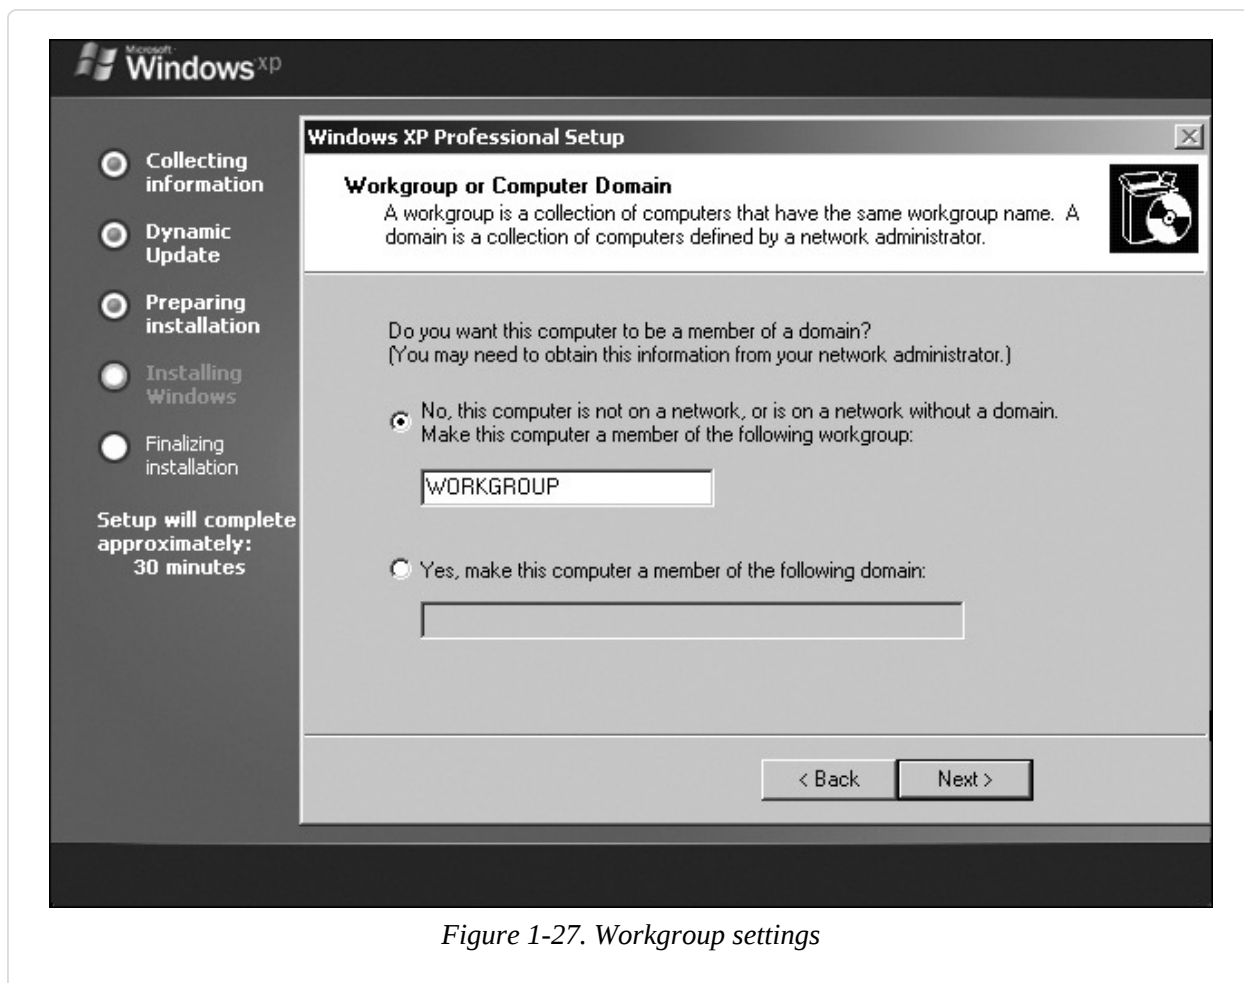 Microsoft
Windows xp
Collecting
information
Dynamic
Update
Preparing
installation
Installing
Windows
Finalizing
installation
Setup will complete
approximately:
30 minutes
Windows XP Professional Setup
Workgroup or Computer Domain
A workgroup is a collection of computers that have the same workgroup name. A
domain is a collection of computers defined by a network administrator.
Do you want this computer to be a member of a domain?
(You may need to obtain this information from your network administrator.)
No, this computer is not on a network, or is on a network without a domain.
Make this computer a member of the following workgroup:
WORKGROUP
Yes, make this computer a member of the following domain:
< Back
Next >
Figure 1-27. Workgroup settings